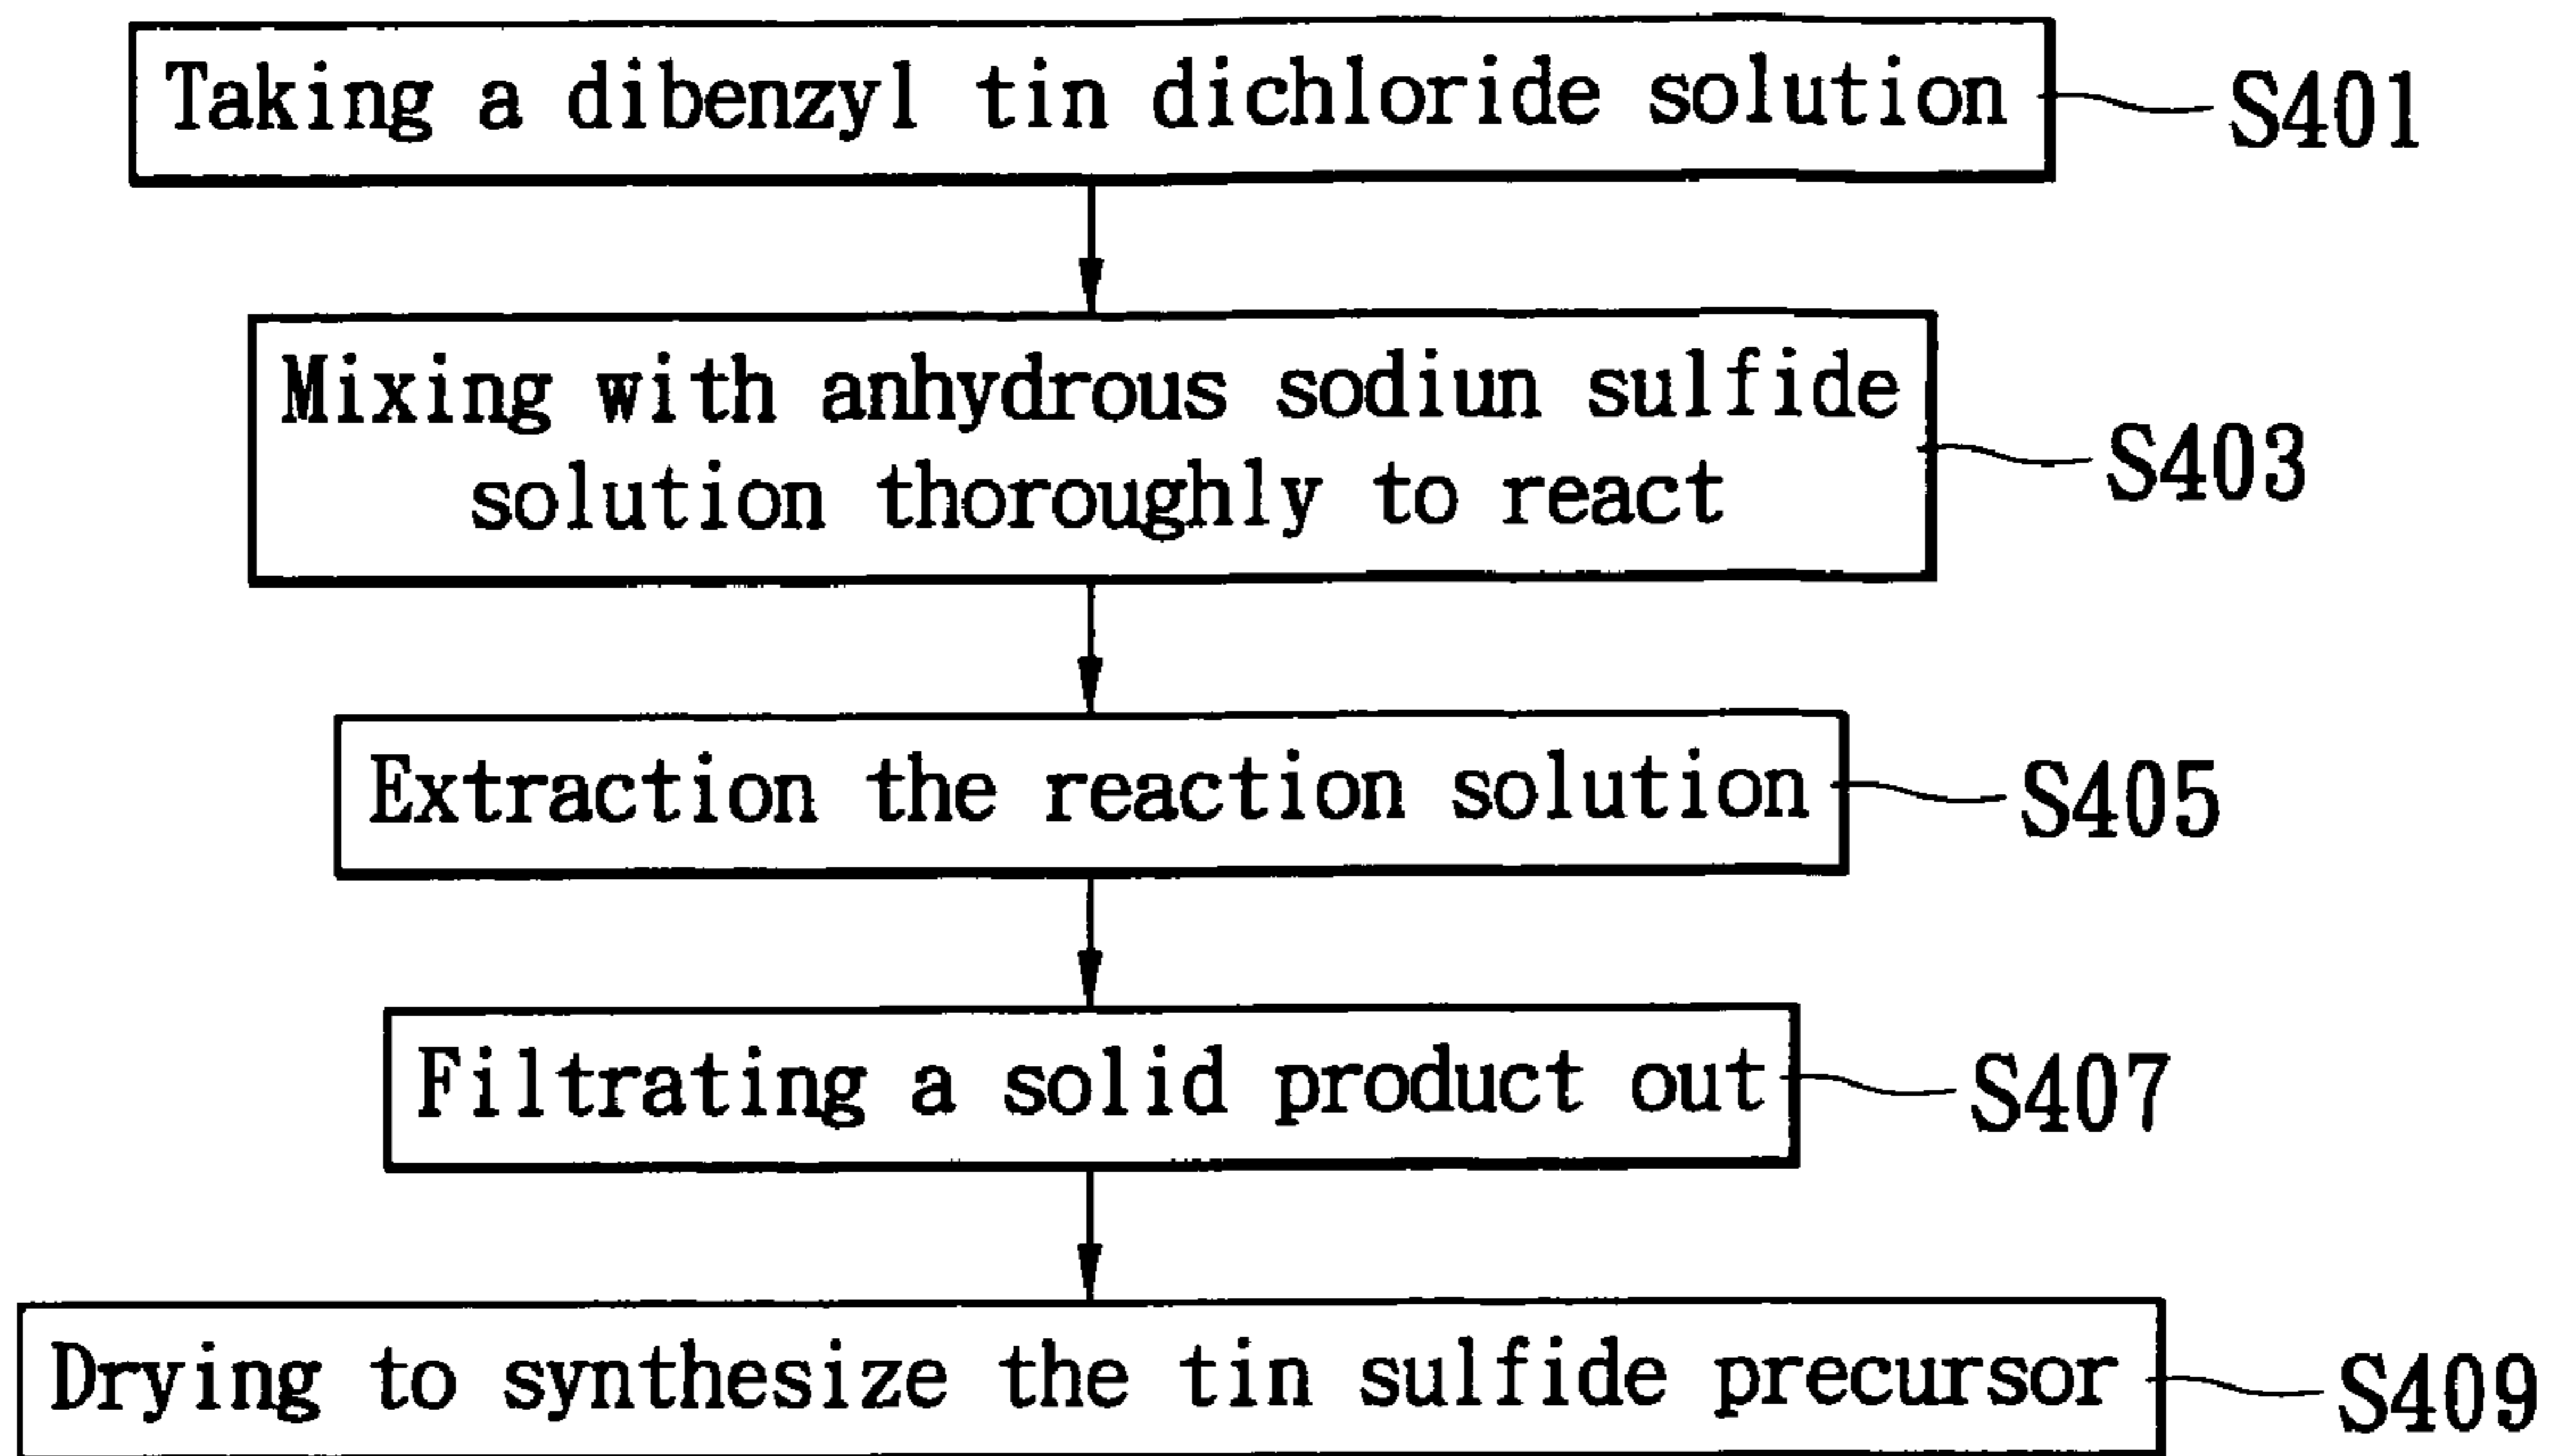 Taking a dibenzyl tin dichloride solution
S401
Mixing with anhydrous sodiun sulfide
solution thoroughly to react
S403
Extraction the reaction solution
S405
Filtrating a solid product out
S407
Drying to synthesize the tin sulfide precursor
S409